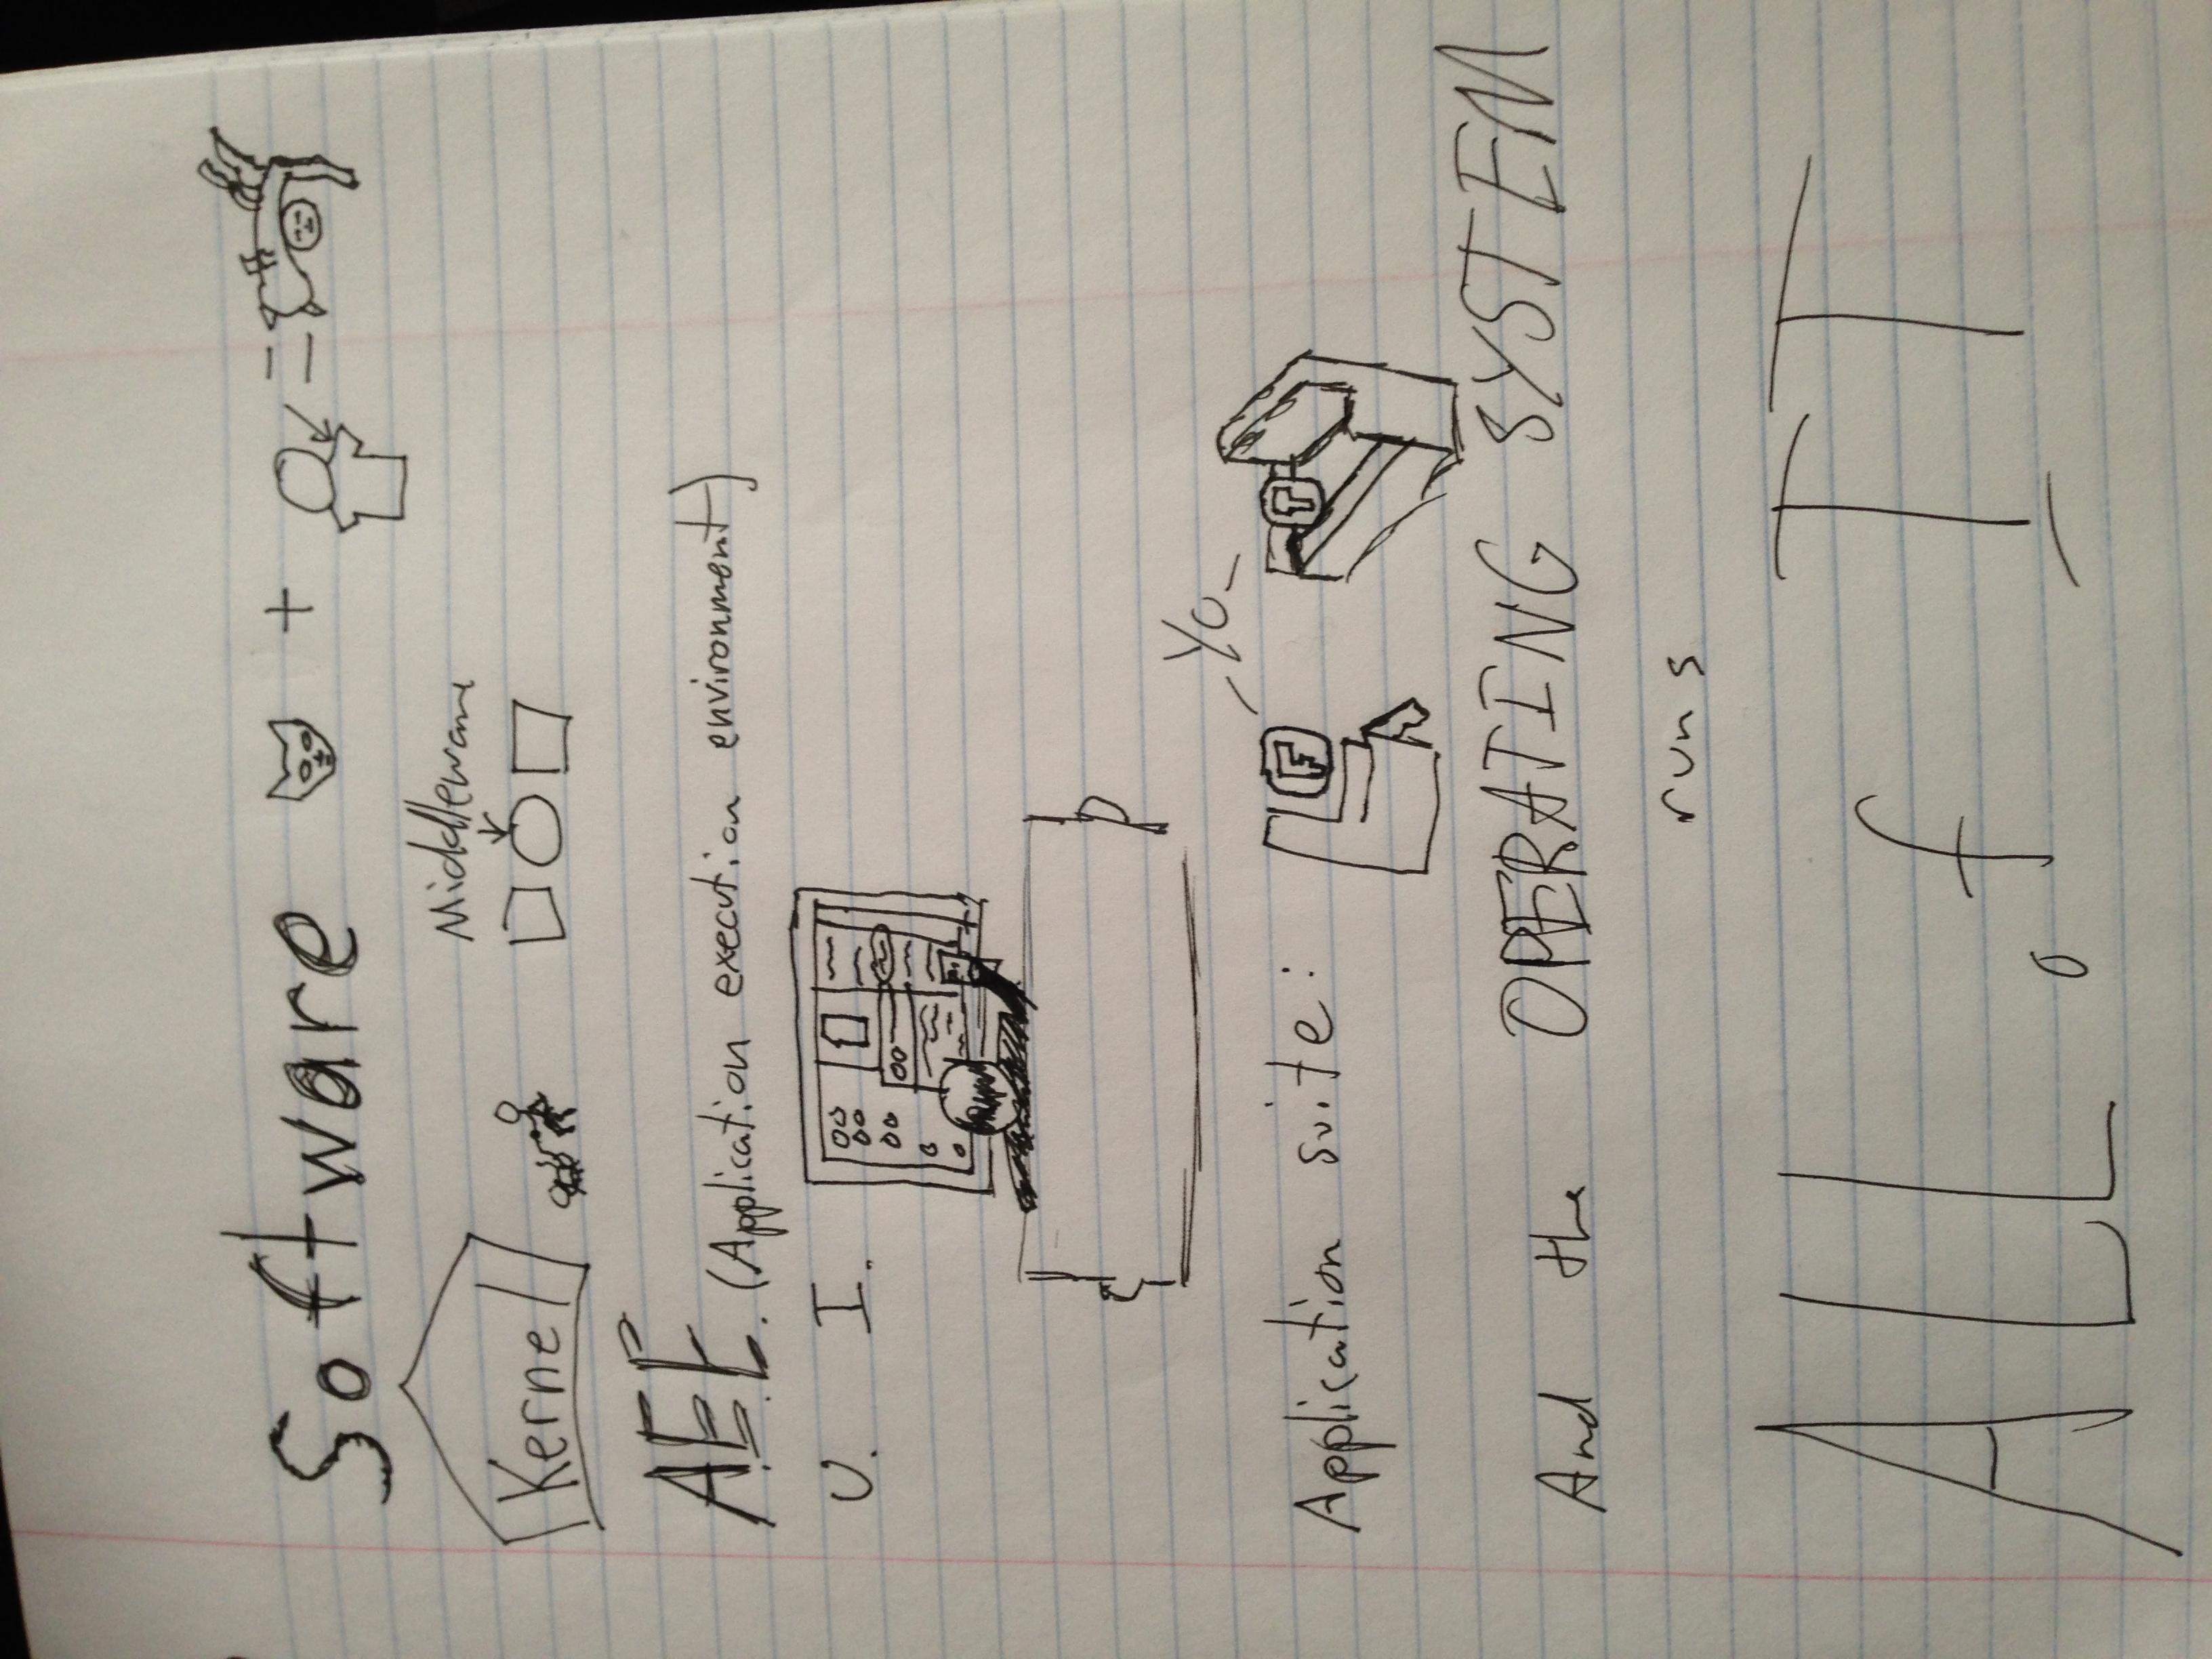 Software
Middleware
Kernel
A.E.E. (Application execution environment)
U. I.
Yo
Application suite:
F
T
And the OPERATING SYSTEM
runs
ALL of IT